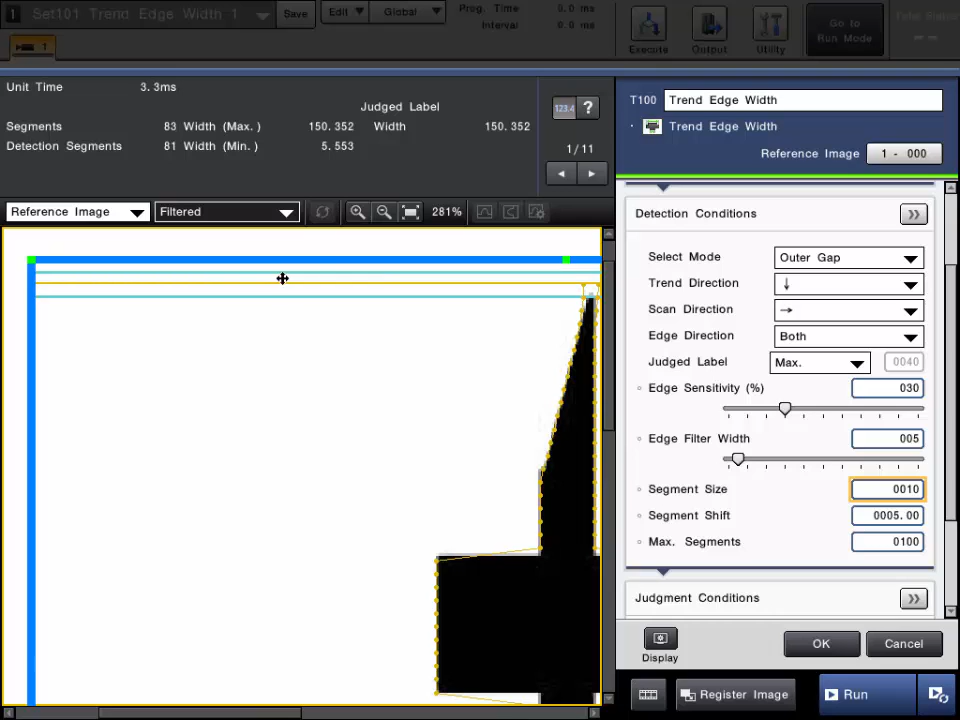 1 Set101 Trend Edge Width 1 Save Edit Global Prog. Time 8.0 ms
Interval 0.0 ms
Execute Output Utility Go to Run Mode
1
Unit Time 3.3ms
Judged Label
Segments 83 Width (Max.) 150.352 Width 150.352
Detection Segments 81 Width (Min.) 5.553
123.4 ?
1/11
Reference Image Filtered 281%
T100 Trend Edge Width
Trend Edge Width
Reference Image 1 - 000
Detection Conditions
Select Mode Outer Gap
Trend Direction ↓
Scan Direction →
Edge Direction Both
Judged Label Max. 0040
Edge Sensitivity (%) 030
Edge Filter Width 005
Segment Size 0010
Segment Shift 0005.00
Max. Segments 0100
Judgment Conditions
Display OK Cancel
Register Image Run